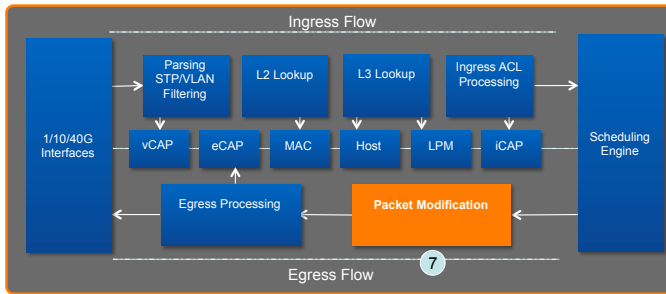 Ingress Flow
Parsing
STP/VLAN
Filtering
L2 Lookup
L3 Lookup
Ingress ACL
Processing
1/10/40G
Interfaces
vCAP
eCAP
MAC
Host
LPM
iCAP
Scheduling
Engine
Egress Processing
Packet Modification
7
Egress Flow